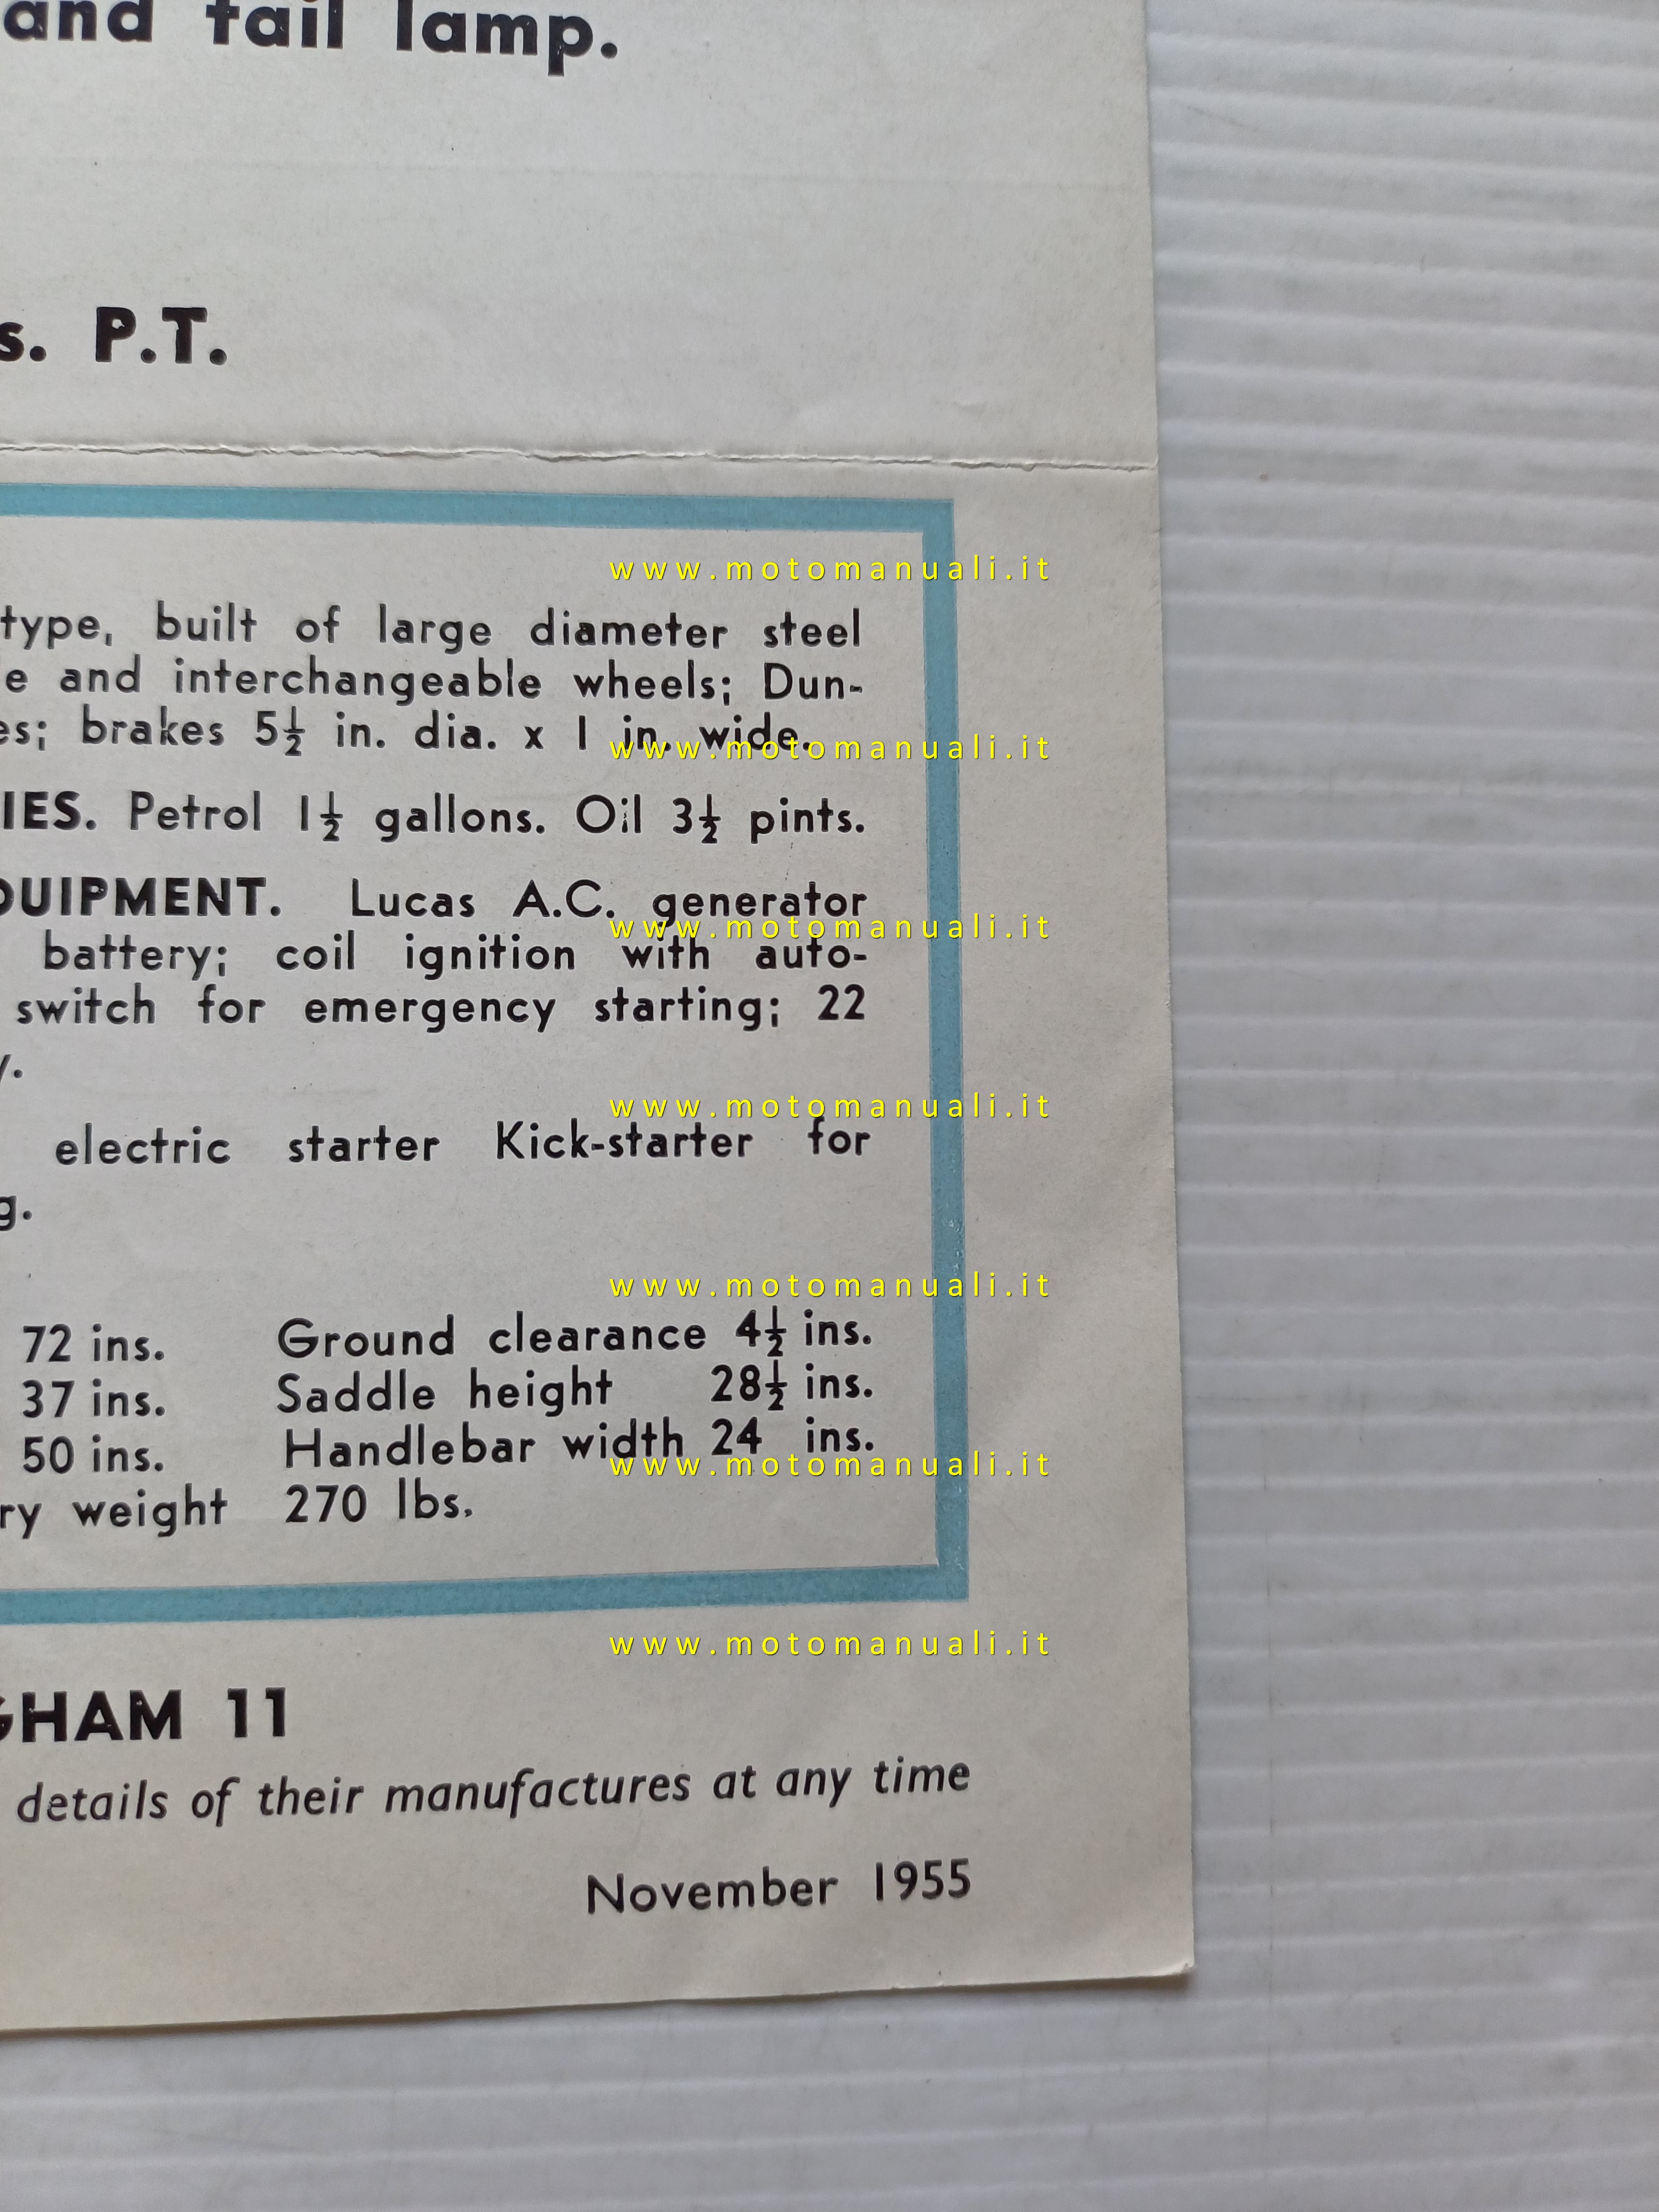 and tail lamp.
s. P.T.
www.motomanuali.it
type, built of large diameter steel
e and interchangeable wheels; Dun-
es; brakes 5½ in. dia. x 1 in. wide.
www.motomanuali.it
IES. Petrol 1½ gallons. Oil 3½ pints.
QUIPMENT. Lucas A.C. generator
www.motomanuali.it
battery; coil ignition with auto-
switch for emergency starting; 22
y.
www.motomanuali.it
electric starter Kick-starter for
g.
www.motomanuali.it
72 ins. Ground clearance 4½ ins.
37 ins. Saddle height 28½ ins.
50 ins. Handlebar width 24 ins.
www.motomanuali.it
ry weight 270 lbs.
www.motomanuali.it
GHAM 11
details of their manufactures at any time
November 1955